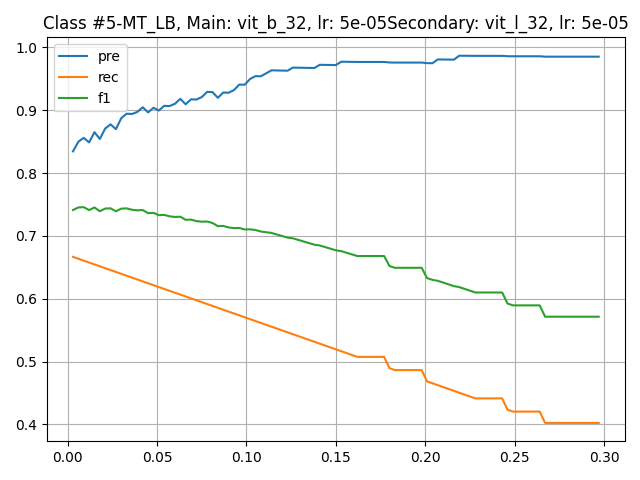 Class #5-MT_LB, Main: vit_b_32, lr: 5e-05Secondary: vit_l_32, lr: 5e-05
1.0
0.9
0.8
0.7
0.6
0.5
0.4
pre
rec
f1
0.00 0.05 0.10 0.15 0.20 0.25 0.30